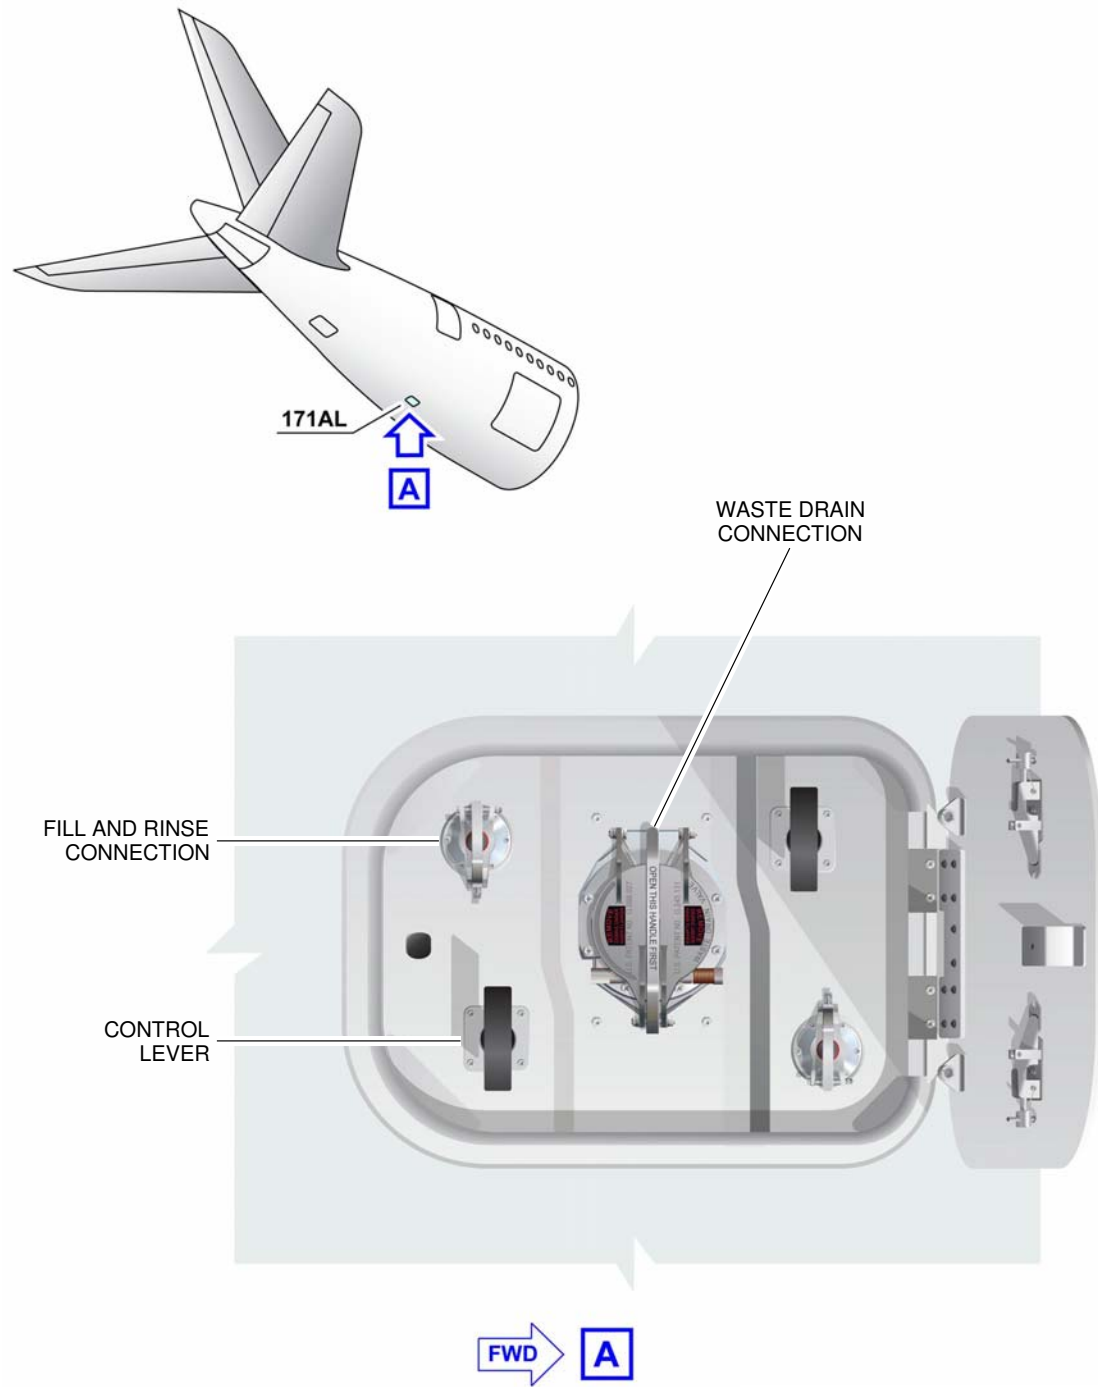 171AL
A
WASTE DRAIN
CONNECTION
FILL AND RINSE
CONNECTION
OPEN THIS HANDLE FIRST
CONTROL
LEVER
FWD
A